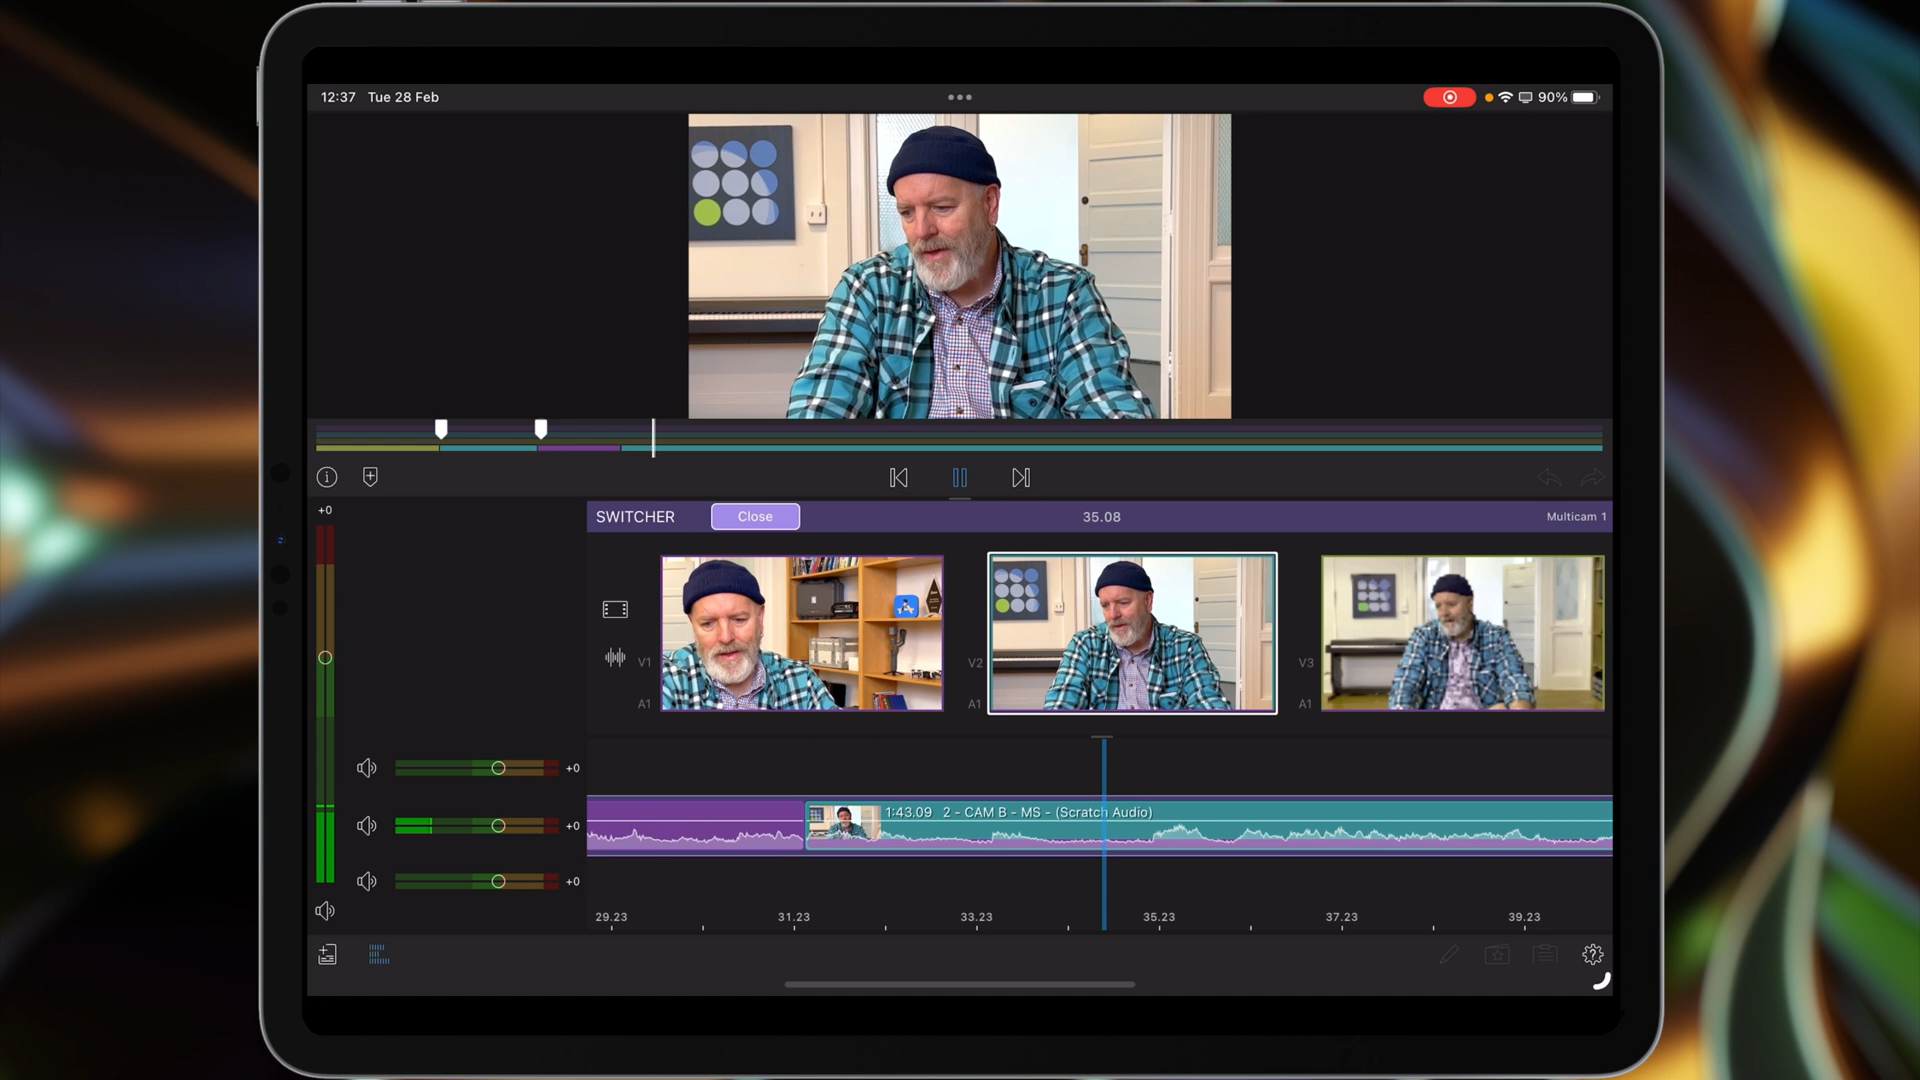 12:37 Tue 28 Feb
90%
+0
SWITCHER Close 35.08 Multicam 1
V1
V2
V3
A1
A1
A1
+0
1:43.09 2 - CAM B - MS - (Scratch Audio)
+0
+0
29.23 31.23 33.23 35.23 37.23 39.23